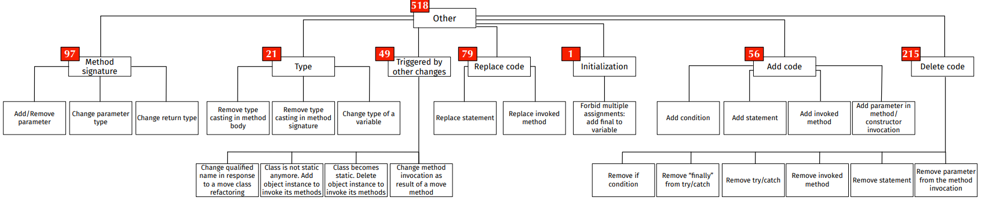 518
Other
97
Method
signature
21
Type
49
Triggered by
other changes
79
Replace code
1
Initialization
56
Add code
215
Delete code
Add/Remove
parameter
Change parameter
type
Change return type
Remove type
casting in method
body
Remove type
casting in method
signature
Change type of a
variable
Replace statement
Replace invoked
method
Forbid multiple
assignments:
add final to
variable
Add condition
Add statement
Add invoked
method
Add parameter in
method/
constructor
invocation
Change qualified
name in response
to a move class
refactoring
Class is not static
anymore. Add
object instance to
invoke its methods
Class becomes
static. Delete
object instance to
invoke its methods
Change method
invocation as
result of a move
method
Remove if
condition
Remove “finally”
from try/catch
Remove try/catch
Remove invoked
method
Remove statement
Remove parameter
from the method
invocation